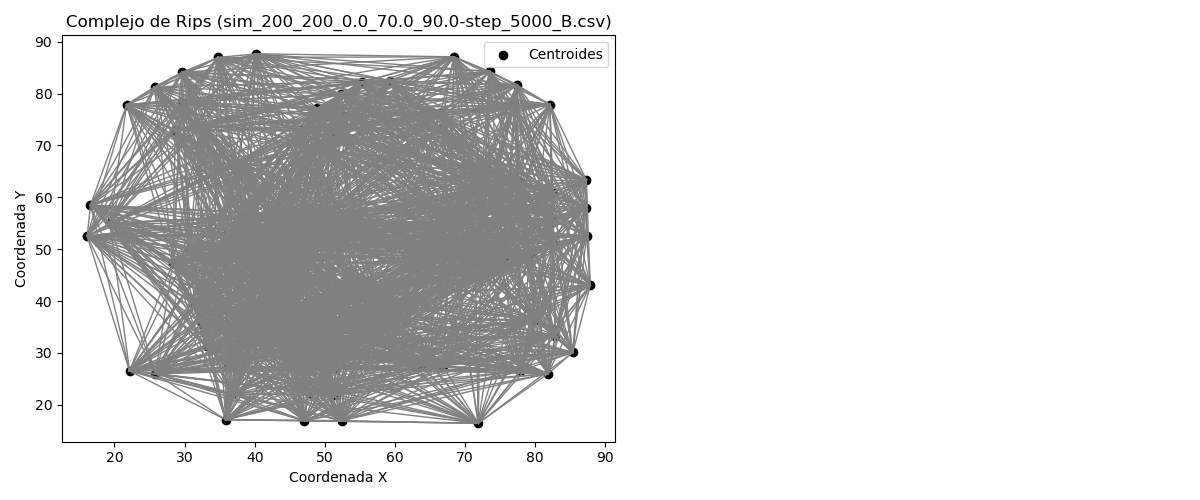 Complejo de Rips (sim_200_200_0.0_70.0_90.0-step_5000_B.csv)
90
80
70
60
50
40
30
20
Coordenada Y
Centroides
20 30 40 50 60 70 80 90
Coordenada X